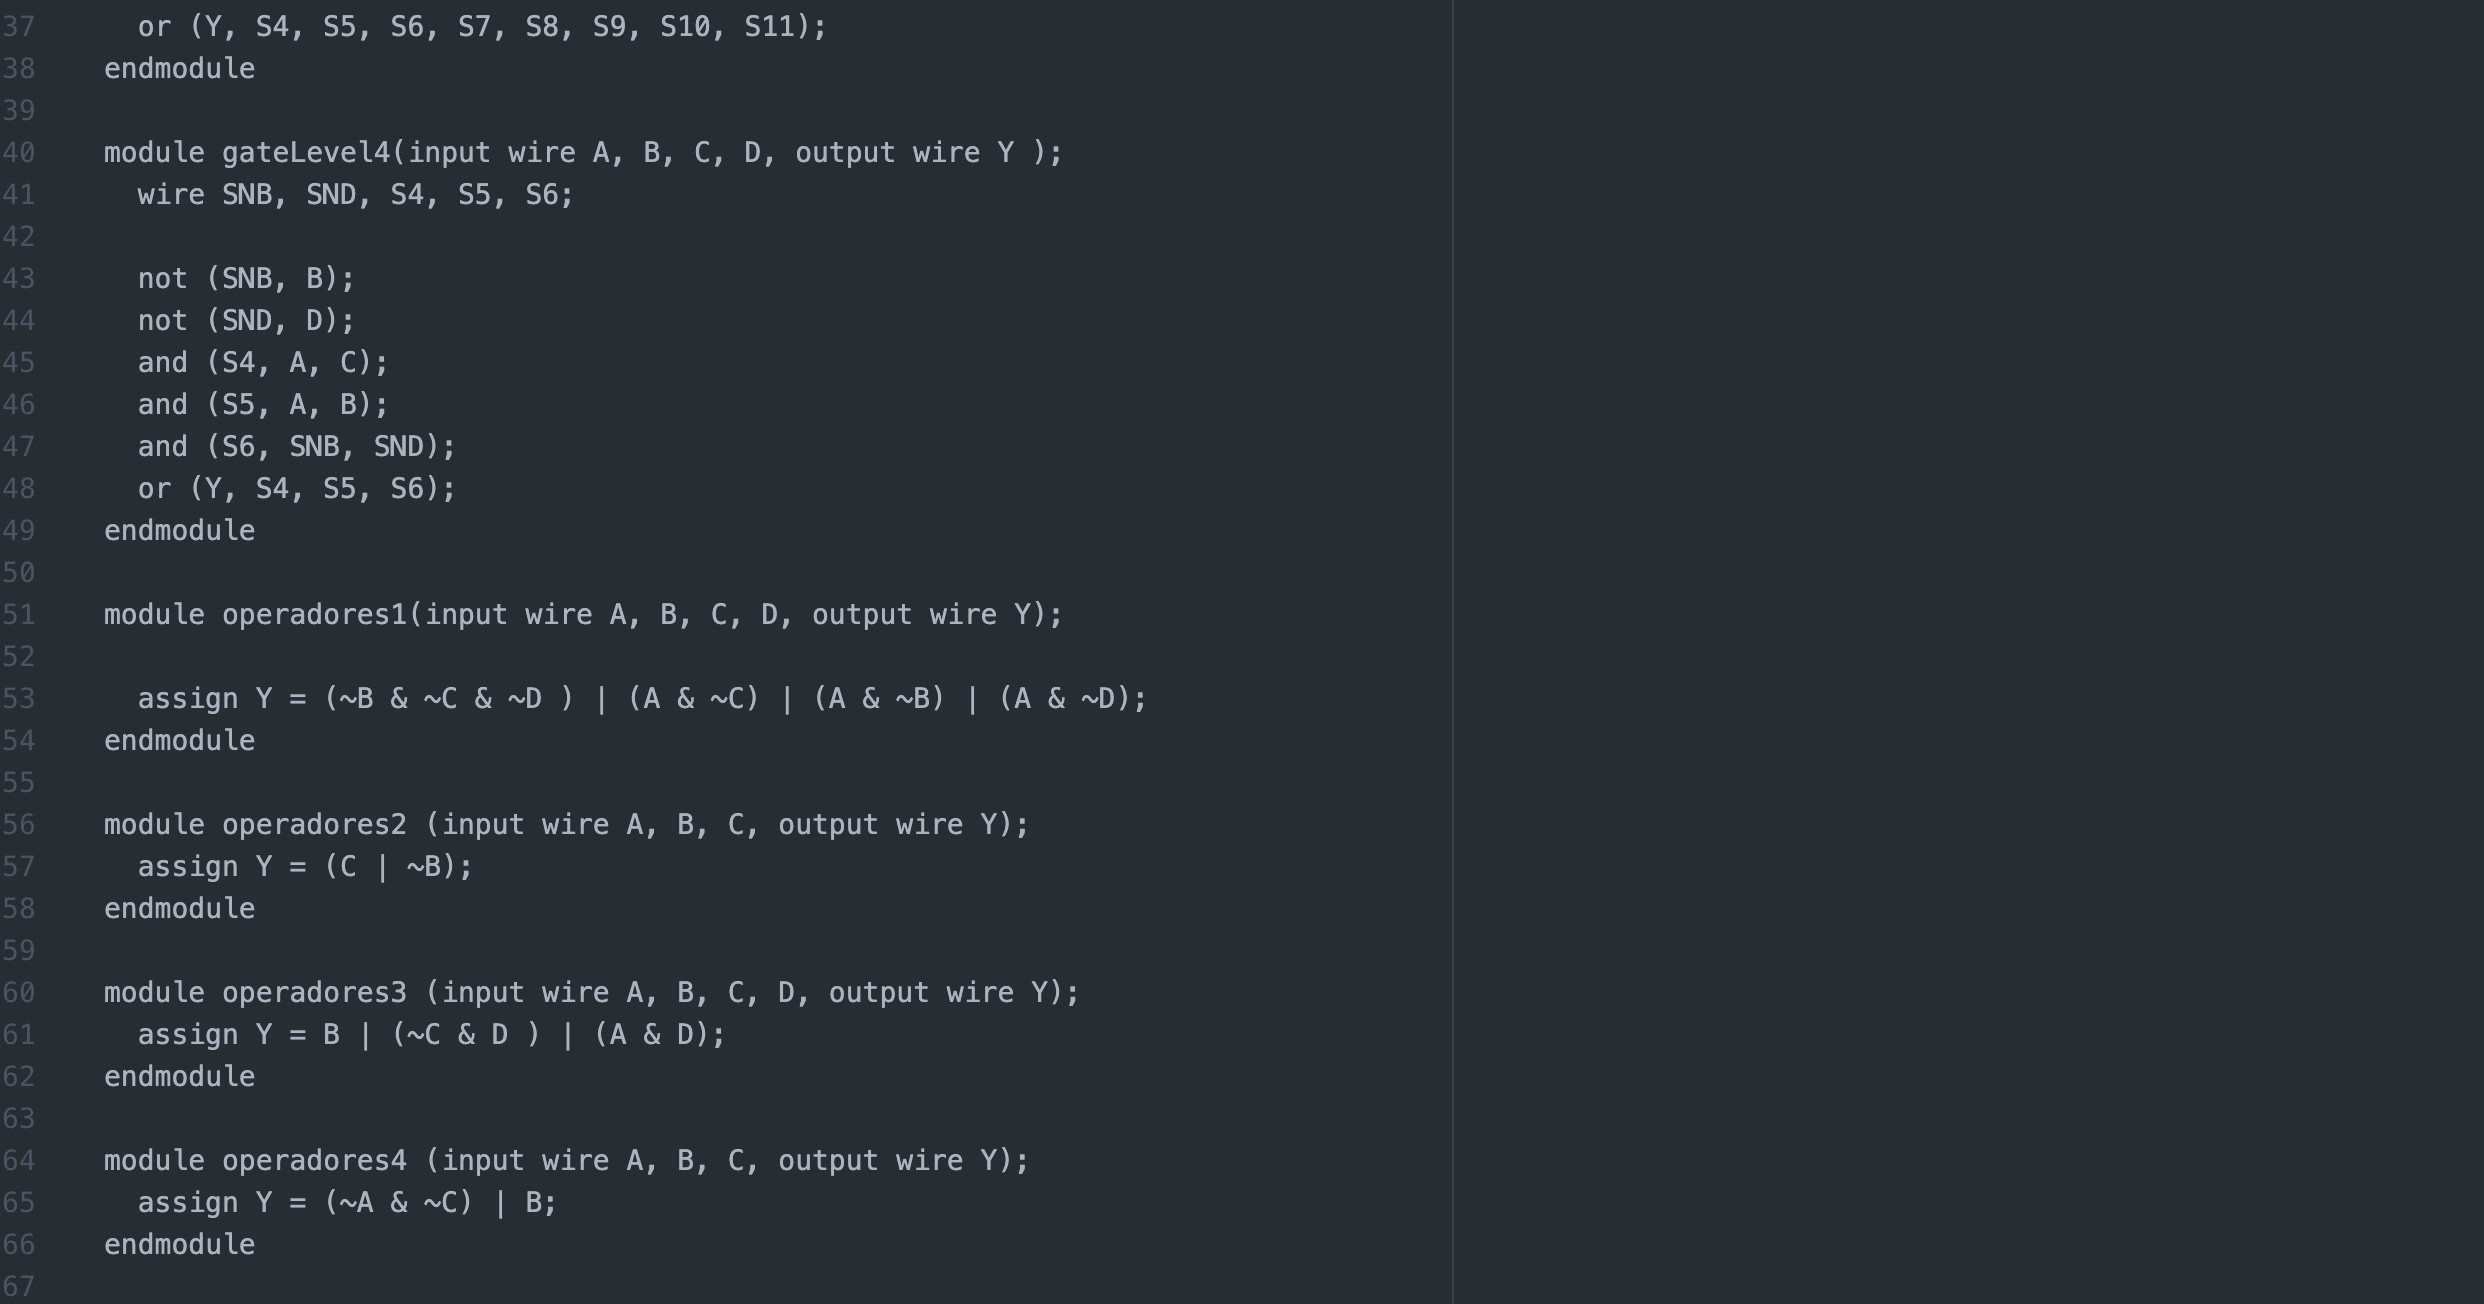 37 or (Y, S4, S5, S6, S7, S8, S9, S10, S11);
38 endmodule
39
40 module gateLevel4(input wire A, B, C, D, output wire Y );
41 wire SNB, SND, S4, S5, S6;
42
43 not (SNB, B);
44 not (SND, D);
45 and (S4, A, C);
46 and (S5, A, B);
47 and (S6, SNB, SND);
48 or (Y, S4, S5, S6);
49 endmodule
50
51 module operadores1(input wire A, B, C, D, output wire Y);
52
53 assign Y = (~B & ~C & ~D ) | (A & ~C) | (A & ~B) | (A & ~D);
54 endmodule
55
56 module operadores2 (input wire A, B, C, output wire Y);
57 assign Y = (C | ~B);
58 endmodule
59
60 module operadores3 (input wire A, B, C, D, output wire Y);
61 assign Y = B | (~C & D ) | (A & D);
62 endmodule
63
64 module operadores4 (input wire A, B, C, output wire Y);
65 assign Y = (~A & ~C) | B;
66 endmodule
67